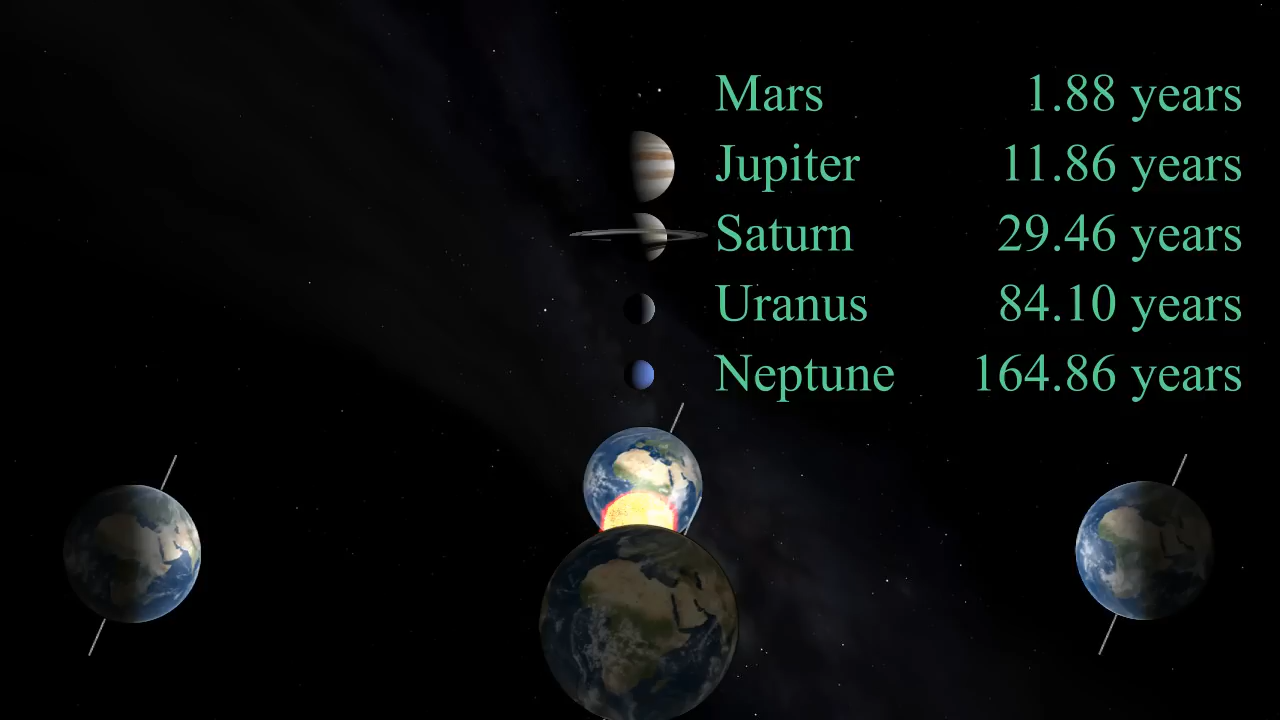 Mars 1.88 years
Jupiter 11.86 years
Saturn 29.46 years
Uranus 84.10 years
Neptune 164.86 years